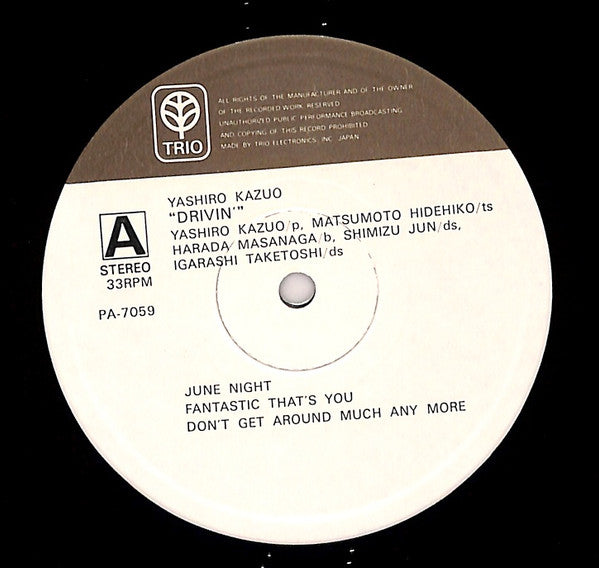 ALL RIGHTS OF THE MANUFACTURER AND OF THE OWNER
OF THE RECORDED WORK RESERVED
UNAUTHORIZED PUBLIC PERFORMANCE BROADCASTING
AND COPYING OF THIS RECORD PROHIBITED
MADE BY TRIO ELECTRONICS, INC. JAPAN
TRIO
YASHIRO KAZUO
"DRIVIN'"
YASHIRO KAZUO/p, MATSUMOTO HIDEHIKO/ts
HARADA MASANAGA/b, SHIMIZU JUN/ds,
IGARASHI TAKETOSHI/ds
A
STEREO
33RPM
PA-7059
JUNE NIGHT
FANTASTIC THAT'S YOU
DON'T GET AROUND MUCH ANY MORE